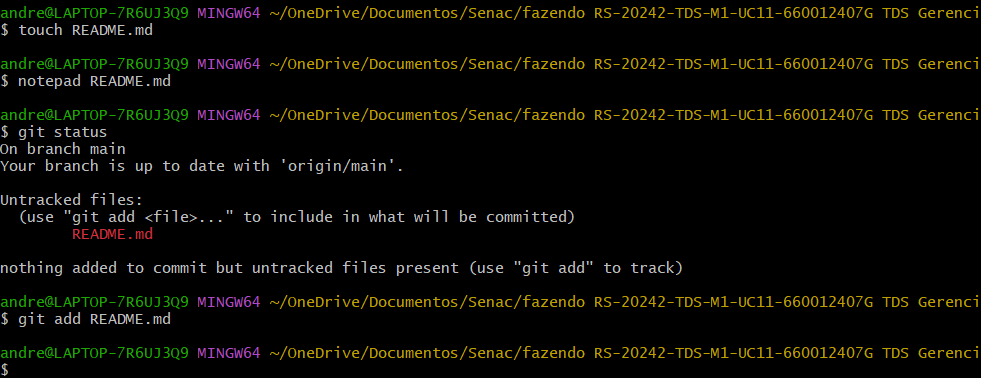 andre@LAPTOP-7R6UJ3Q9 MINGW64 ~/OneDrive/Documentos/Senac/fazendo RS-20242-TDS-M1-UC11-660012407G TDS Gerenci
$ touch README.md
andre@LAPTOP-7R6UJ3Q9 MINGW64 ~/OneDrive/Documentos/Senac/fazendo RS-20242-TDS-M1-UC11-660012407G TDS Gerenci
$ notepad README.md
andre@LAPTOP-7R6UJ3Q9 MINGW64 ~/OneDrive/Documentos/Senac/fazendo RS-20242-TDS-M1-UC11-660012407G TDS Gerenci
$ git status
On branch main
Your branch is up to date with 'origin/main'.
Untracked files:
(use "git add <file>..." to include in what will be committed)
README.md
nothing added to commit but untracked files present (use "git add" to track)
andre@LAPTOP-7R6UJ3Q9 MINGW64 ~/OneDrive/Documentos/Senac/fazendo RS-20242-TDS-M1-UC11-660012407G TDS Gerenci
$ git add README.md
andre@LAPTOP-7R6UJ3Q9 MINGW64 ~/OneDrive/Documentos/Senac/fazendo RS-20242-TDS-M1-UC11-660012407G TDS Gerenci
$